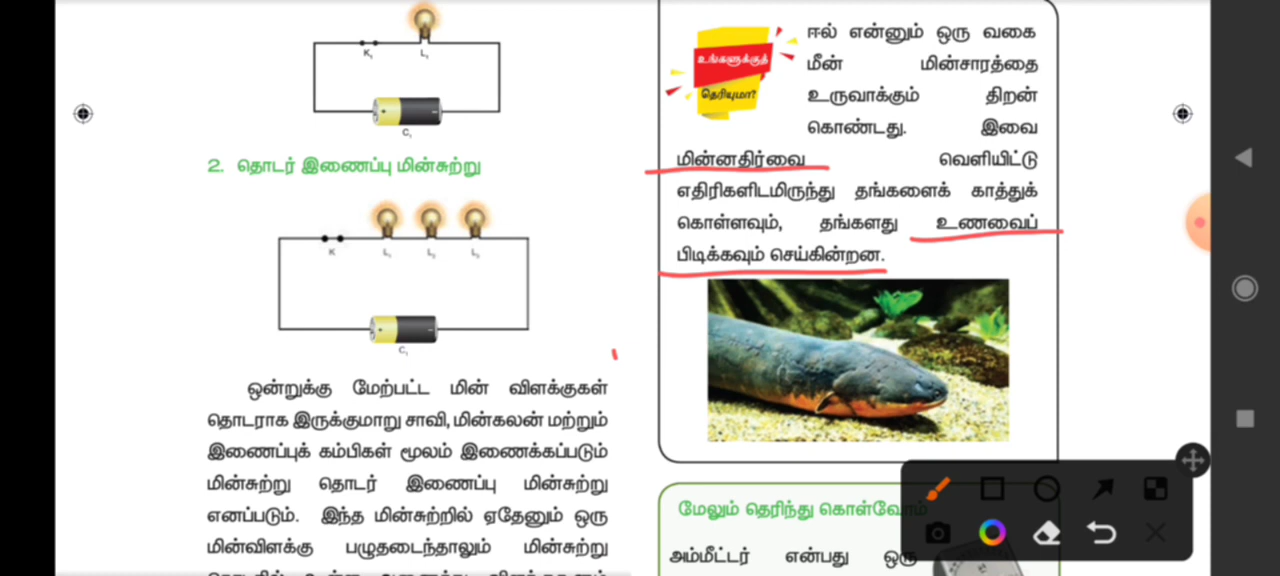 K₁
L₁
C₁
2. தொடர் இணைப்பு மின்சுற்று
K
L₁
L₂
L₃
C₁
ஒன்றுக்கு மேற்பட்ட மின் விளக்குகள்
தொடராக இருக்குமாறு சாவி, மின்கலன் மற்றும்
இணைப்புக் கம்பிகள் மூலம் இணைக்கப்படும்
மின்சுற்று தொடர் இணைப்பு மின்சுற்று
எனப்படும். இந்த மின்சுற்றில் ஏதேனும் ஒரு
மின்விளக்கு பழுதடைந்தாலும் மின்சுற்று
உங்களுக்குத்
தெரியுமா?
ஈல் என்னும் ஒரு வகை
மீன் மின்சாரத்தை
உருவாக்கும் திறன்
கொண்டது. இவை
மின்னதிர்வை வெளியிட்டு
எதிரிகளிடமிருந்து தங்களைக் காத்துக்
கொள்ளவும், தங்களது உணவைப்
பிடிக்கவும் செய்கின்றன.
மேலும் தெரிந்து கொள்வோம்
அம்மீட்டர் என்பது ஒரு